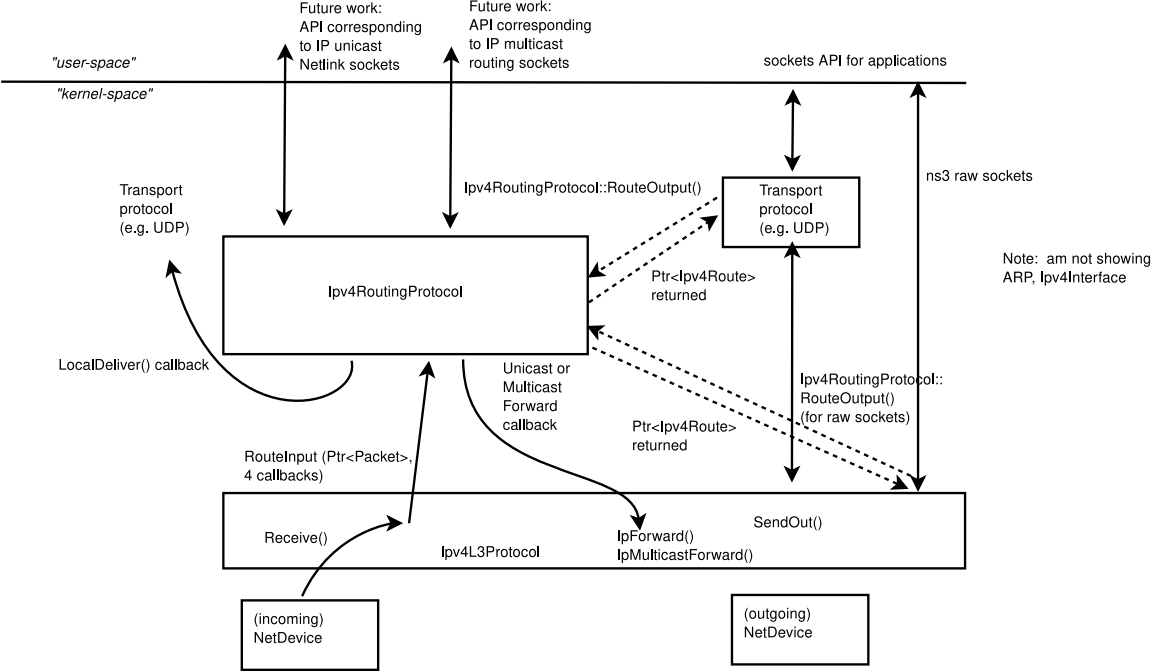 Future work:
API corresponding
to IP unicast
Netlink sockets
Future work:
API corresponding
to IP multicast
routing sockets
sockets API for applications
"user-space"
"kernel-space"
Transport
protocol
(e.g. UDP)
Ipv4RoutingProtocol::RouteOutput()
Transport
protocol
(e.g. UDP)
ns3 raw sockets
Note:  am not showing
ARP, Ipv4Interface
Ptr<Ipv4Route>
returned
Ipv4RoutingProtocol
LocalDeliver() callback
Unicast or
Multicast
Forward
callback
Ipv4RoutingProtocol::
RouteOutput()
(for raw sockets)
Ptr<Ipv4Route>
returned
RouteInput (Ptr<Packet>,
4 callbacks)
Receive()
Ipv4L3Protocol
SendOut()
IpForward()
IpMulticastForward()
(incoming)
NetDevice
(outgoing)
NetDevice